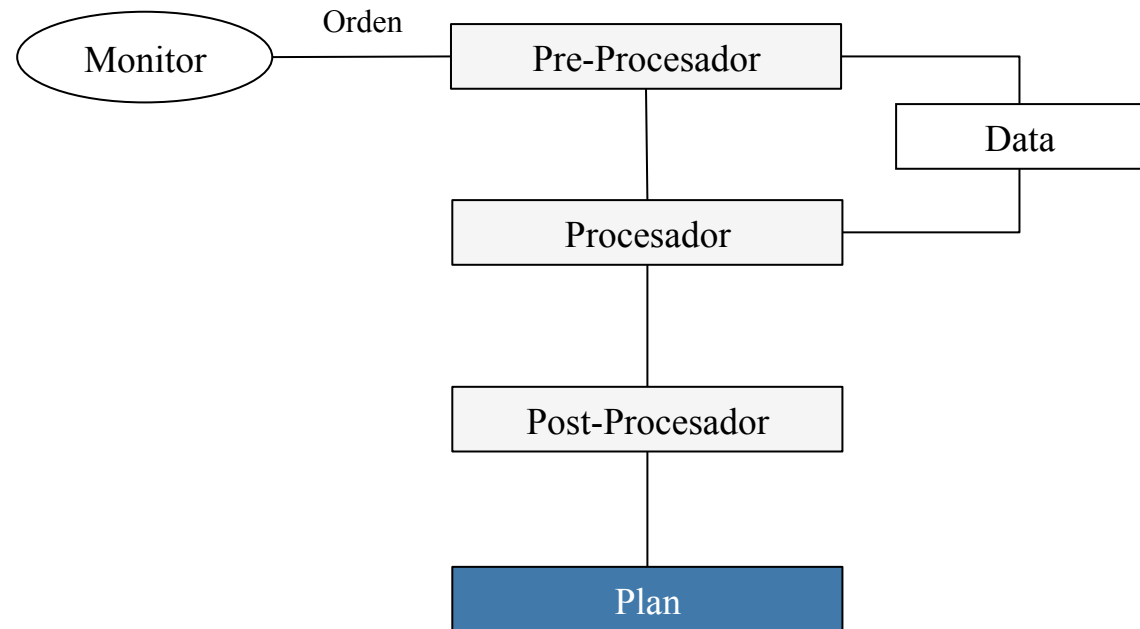 Orden
Monitor
Pre-Procesador
Data
Procesador
Post-Procesador
Plan